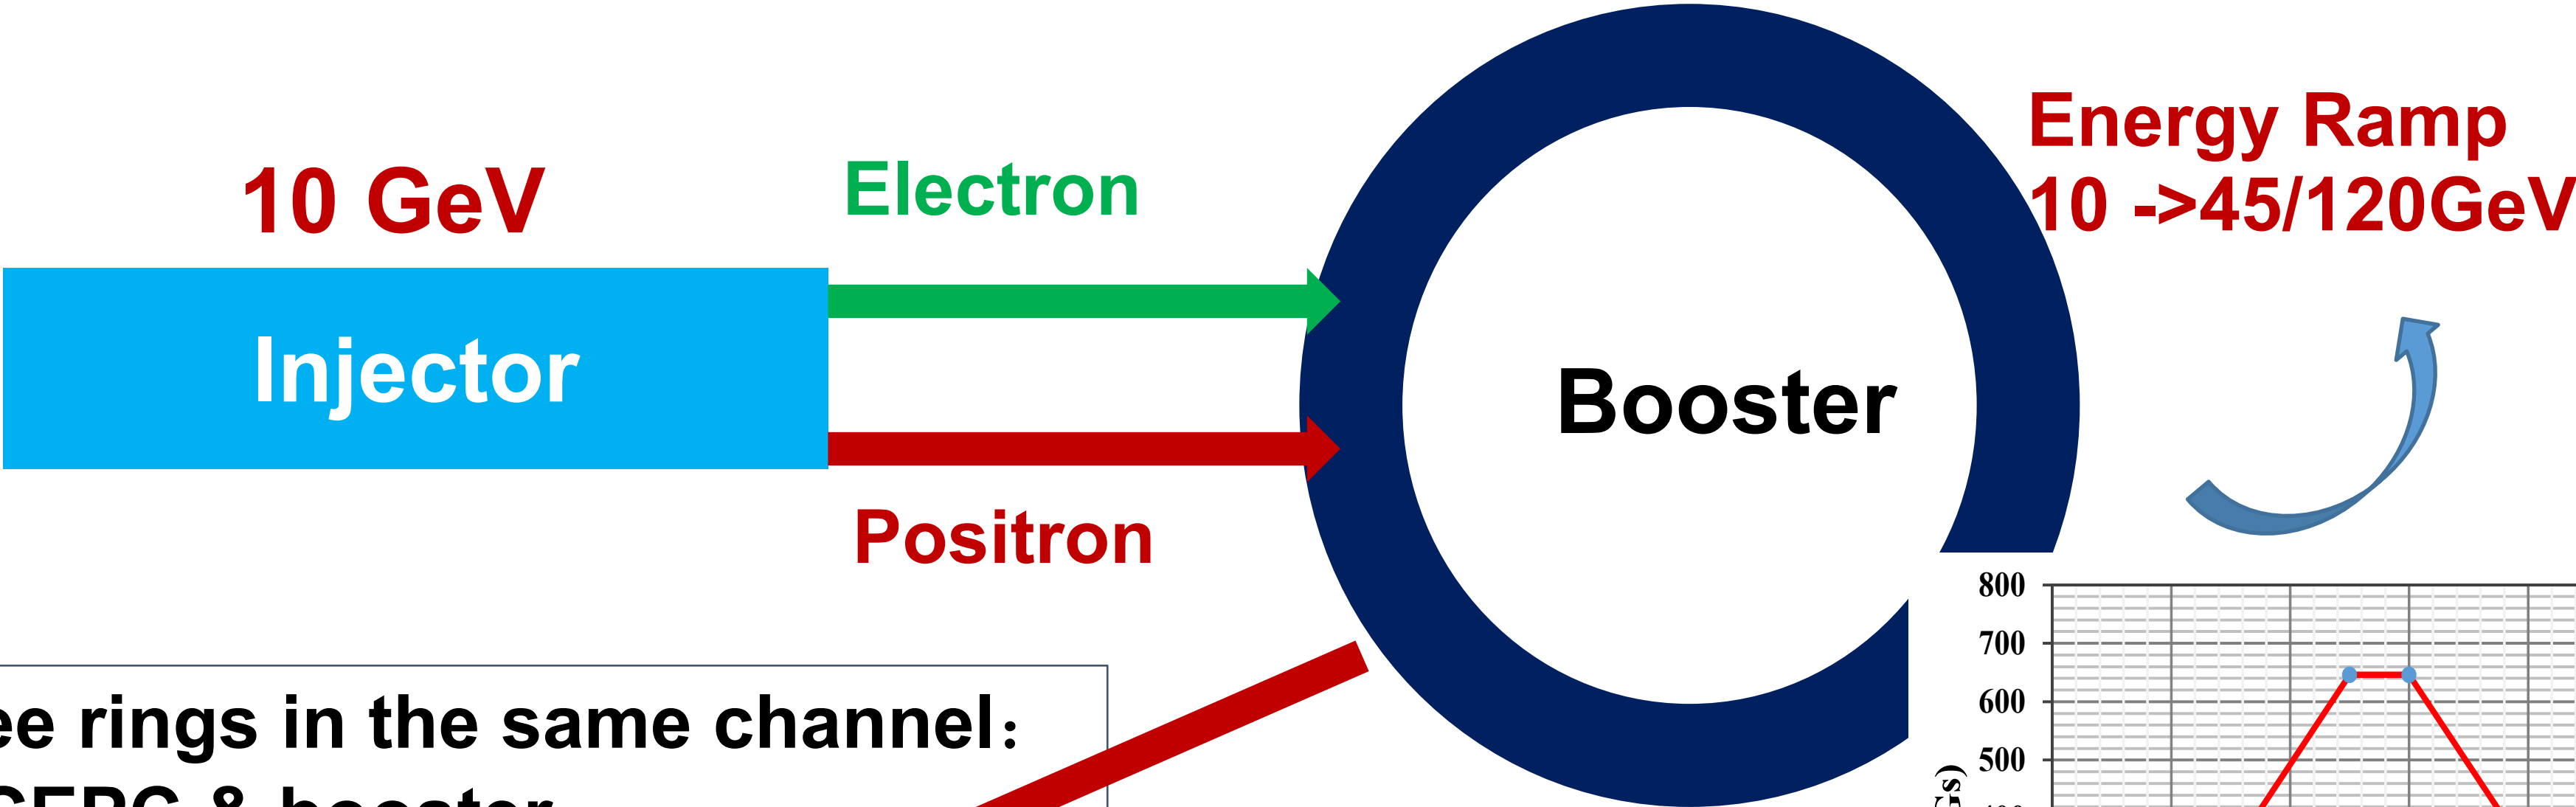 Energy Ramp
10 ->45/120GeV
10 GeV
Electron
Injector
Booster
Positron
800
700
600
500
rings in the same channel：
& booster